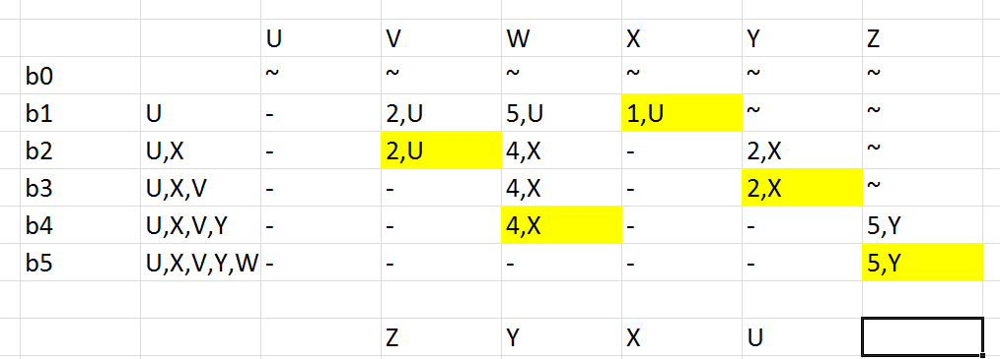 U V W X Y Z
b0 ~ ~ ~ ~ ~ ~
b1 U - 2,U 5,U 1,U ~ ~
b2 U,X - 2,U 4,X - 2,X ~
b3 U,X,V - - 4,X - 2,X ~
b4 U,X,V,Y - - 4,X - - 5,Y
b5 U,X,V,Y,W - - - - - 5,Y
Z Y X U